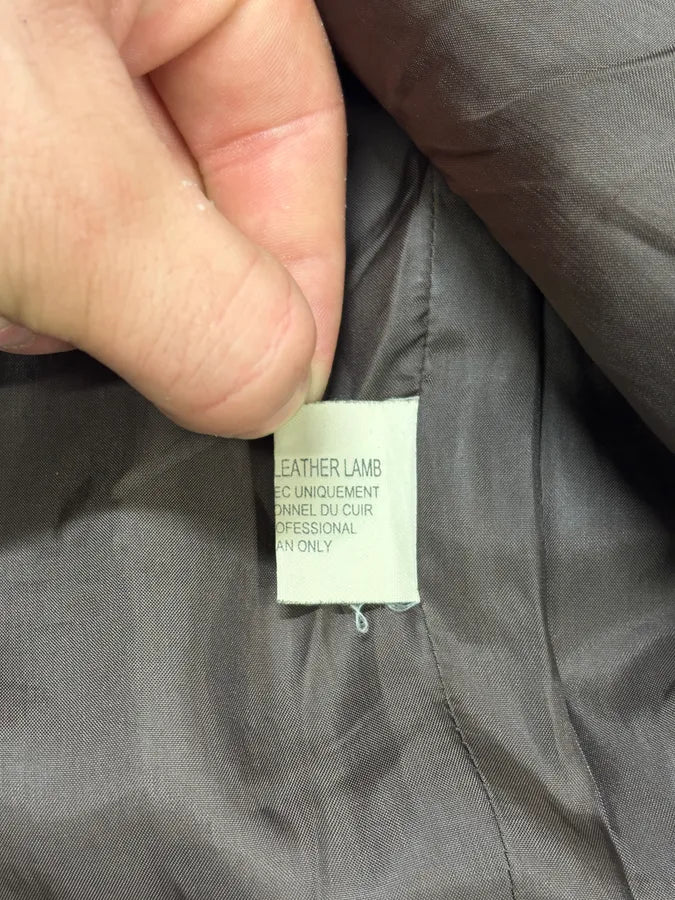 LEATHER LAMB
EC UNIQUEMENT
ONNEL DU CUIR
OFESSIONAL
AN ONLY